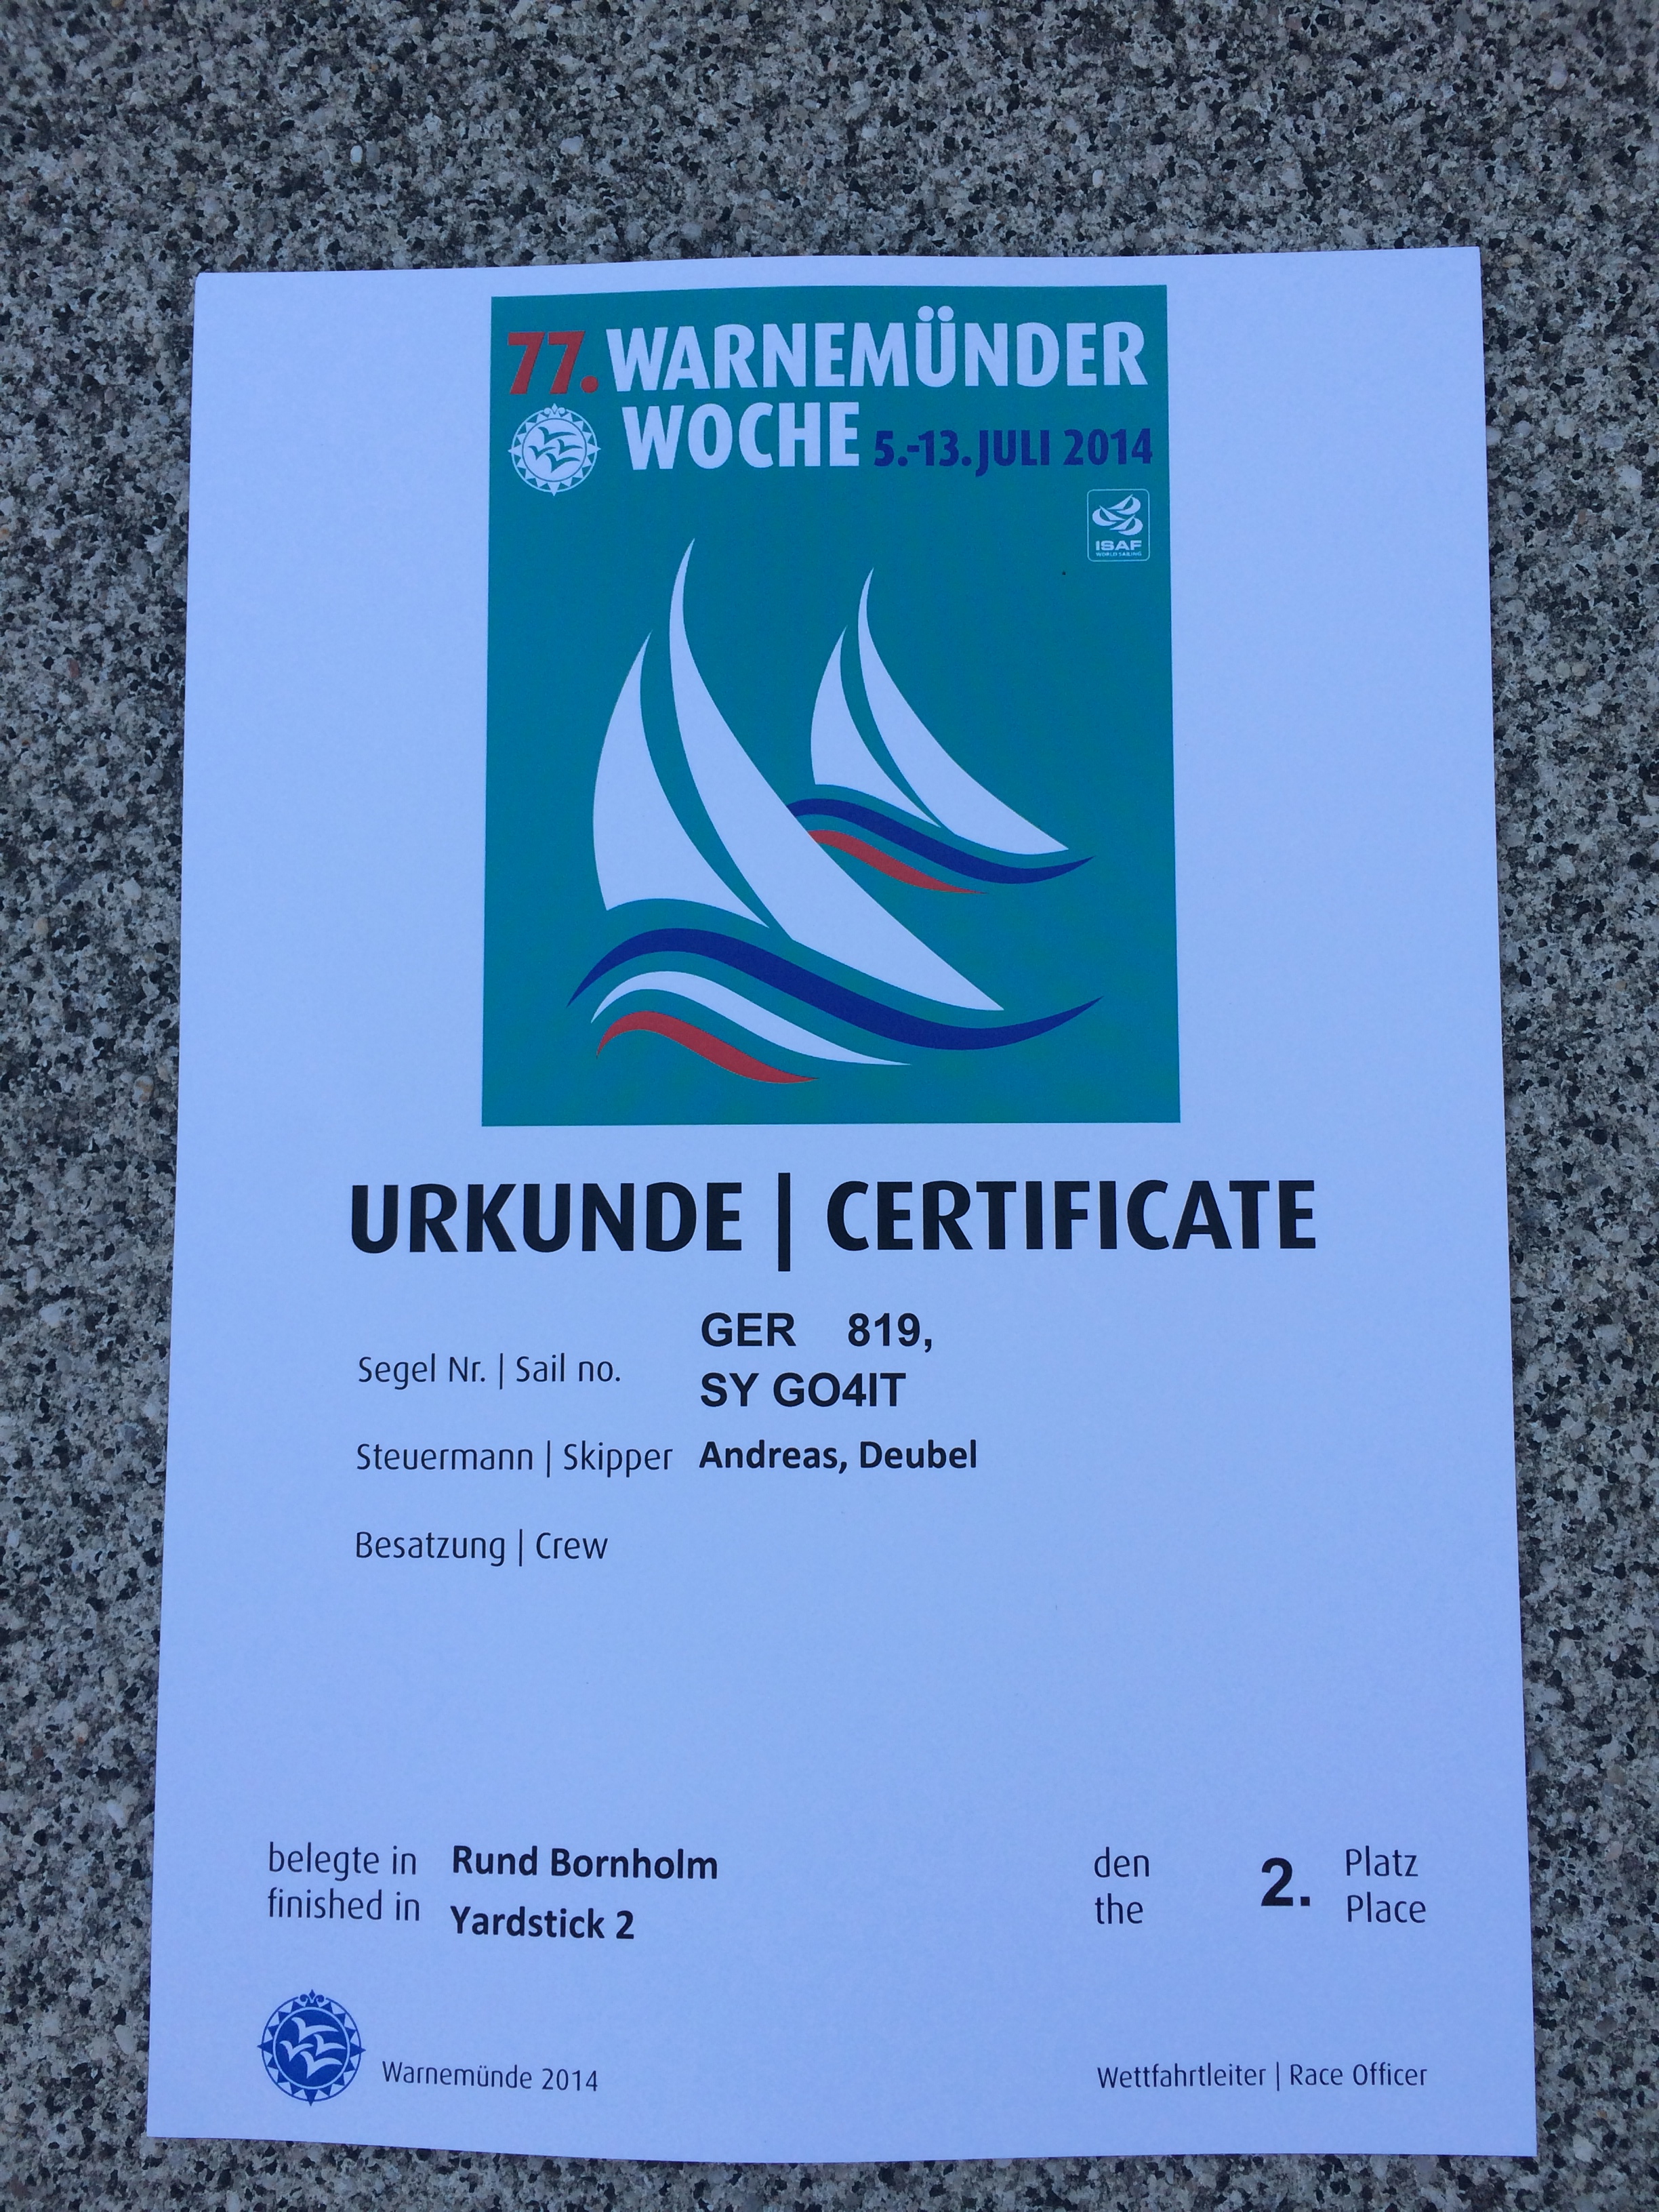 77. WARNEMÜNDER
WOCHE 5.-13. JULI 2014
ISAF
WORLD SAILING
URKUNDE | CERTIFICATE
GER 819,
Segel Nr. | Sail no.
SY GO4IT
Steuermann | Skipper Andreas, Deubel
Besatzung | Crew
belegte in Rund Bornholm den 2. Platz
finished in Yardstick 2 the Place
Warnemünde 2014 Wettfahrtleiter | Race Officer